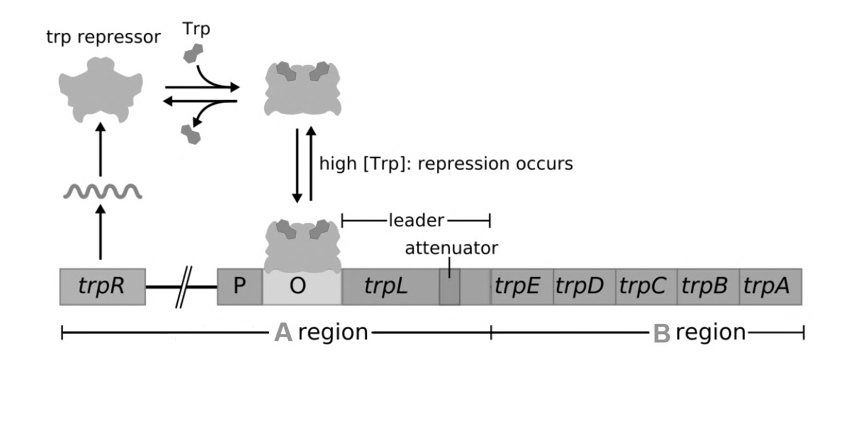 Trp
trp repressor
high [Trp]: repression occurs
leader
attenuator
trpR P O trpL trpE trpD trpC trpB trpA
A region B region